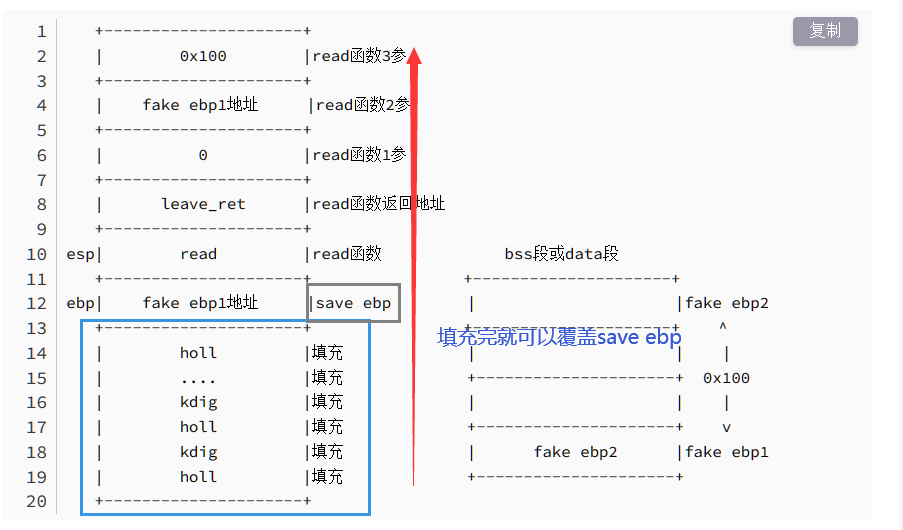 复制
1 +---------------------+
2 | 0x100 |read函数3参
3 +---------------------+
4 | fake ebp1地址 |read函数2参
5 +---------------------+
6 | 0 |read函数1参
7 +---------------------+
8 | leave_ret |read函数返回地址
9 +---------------------+
10 esp| read |read函数 bss段或data段
11 +---------------------+ +---------------------+
12 ebp| fake ebp1地址 |save ebp | |fake ebp2
13 +---------------------+ +---------------------+ ^
填充完就可以覆盖save ebp
14 | holl |填充 | | |
15 | .... |填充 +---------------------+ 0x100
16 | kdig |填充 | | |
17 | holl |填充 +---------------------+ v
18 | kdig |填充 | fake ebp2 |fake ebp1
19 | holl |填充 +---------------------+
20 +---------------------+